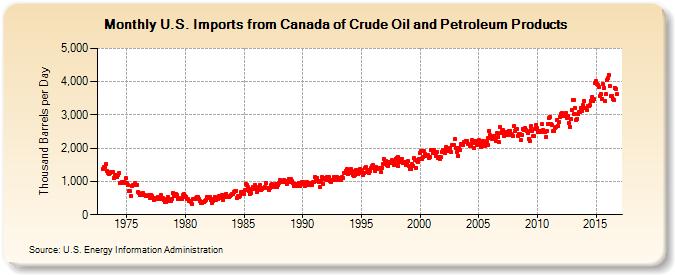 Monthly U.S. Imports from Canada of Crude Oil and Petroleum Products
Thousand Barrels per Day
5,000
4,000
3,000
2,000
1,000
0
1975 1980 1985 1990 1995 2000 2005 2010 2015
Source: U.S. Energy Information Administration